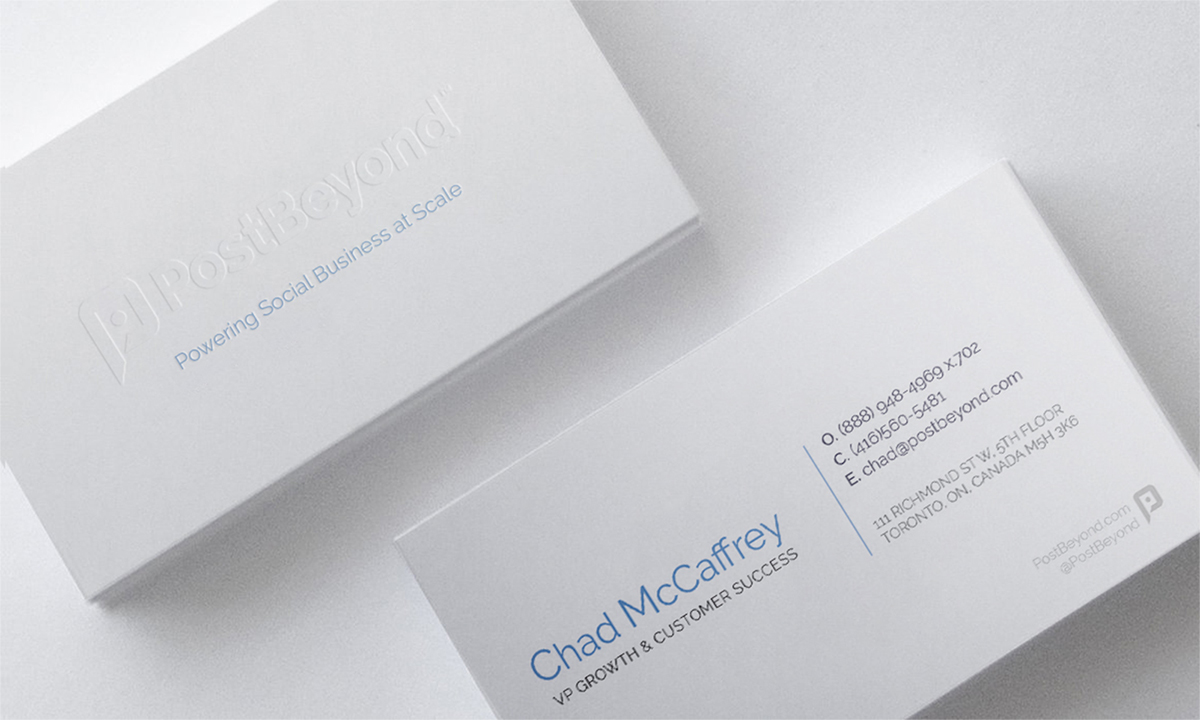 PostBeyond™
Powering Social Business at Scale
Chad McCaffrey
VP GROWTH & CUSTOMER SUCCESS
O. (888) 948-4969 X.702
C. (416)560-5481
E. chad@postbeyond.com
111 RICHMOND ST W, 5TH FLOOR
TORONTO, ON, CANADA M5H 3K6
PostBeyond.com
@PostBeyond